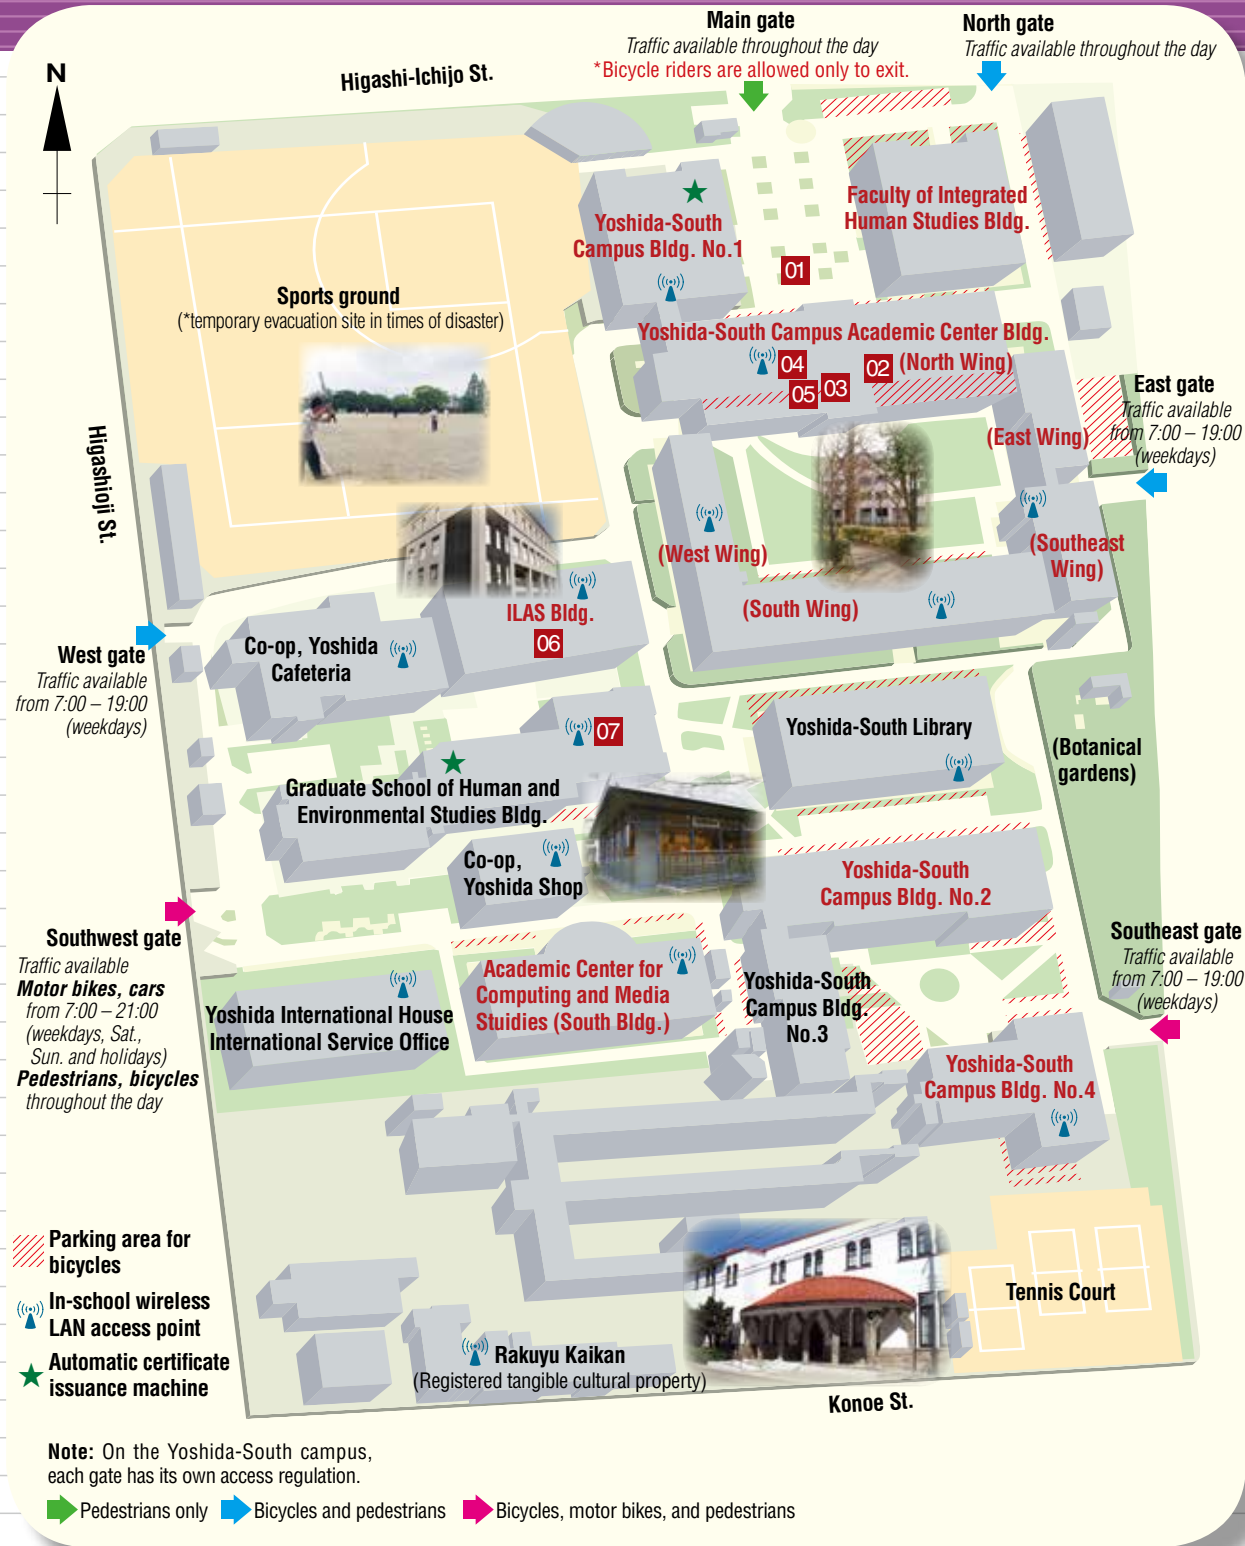 Main gate
Traffic available throughout the day
*Bicycle riders are allowed only to exit.
North gate
Traffic available throughout the day
N
Higashi-Ichijo St.
Faculty of Integrated
Human Studies Bldg.
Yoshida-South
Campus Bldg. No.1
01
Sports ground
(*temporary evacuation site in times of disaster)
Yoshida-South Campus Academic Center Bldg.
04
02
(North Wing)
05
03
East gate
Traffic available
from 7:00 – 19:00
(weekdays)
(East Wing)
Higashioji St.
(West Wing)
(Southeast
Wing)
(South Wing)
ILAS Bldg.
06
Co-op, Yoshida
Cafeteria
West gate
Traffic available
from 7:00 – 19:00
(weekdays)
07
Yoshida-South Library
(Botanical
gardens)
Graduate School of Human and
Environmental Studies Bldg.
Co-op,
Yoshida Shop
Yoshida-South
Campus Bldg. No.2
Southwest gate
Traffic available
Motor bikes, cars
from 7:00 – 21:00
(weekdays, Sat.,
Sun. and holidays)
Pedestrians, bicycles
throughout the day
Southeast gate
Traffic available
from 7:00 – 19:00
(weekdays)
Academic Center for
Computing and Media
Stuidies (South Bldg.)
Yoshida-South
Campus Bldg.
No.3
Yoshida International House
International Service Office
Yoshida-South
Campus Bldg. No.4
Parking area for
bicycles
In-school wireless
LAN access point
Automatic certificate
issuance machine
Tennis Court
Rakuyu Kaikan
(Registered tangible cultural property)
Konoe St.
Note: On the Yoshida-South campus,
each gate has its own access regulation.
Pedestrians only
Bicycles and pedestrians
Bicycles, motor bikes, and pedestrians